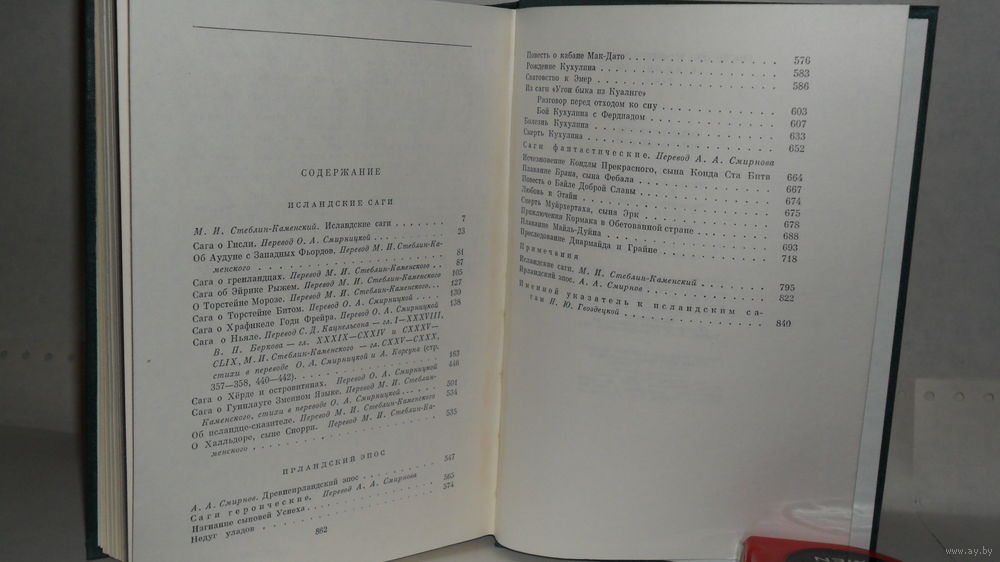 СОДЕРЖАНИЕ
ИСЛАНДСКИЕ САГИ
М. И. Стеблин-Каменский. Исландские саги . . . . . . . 7
Сага о Гисли. Перевод О. А. Смирницкой . . . . . . . . . 23
Об Аудуне с Западных Фьордов. Перевод М. И. Стеблин-Ка-
менского . . . . . . . . . . . . . . . . . . . . . . 81
Сага о гренландцах. Перевод М. И. Стеблин-Каменского . . 87
Сага об Эйрике Рыжем. Перевод М. И. Стеблин-Каменского 105
О Торстейне Морозе. Перевод М. И. Стеблин-Каменского . . . 127
Сага о Торстейне Битом. Перевод М. И. Стеблин-Каменского 130
Сага о Храфнкеле Годи Фрейра. Перевод О. А. Смирницкой 138
Сага о Ньяле. Перевод С. Д. Кацнельсона — гл. I—XXXVIII,
В. П. Беркова — гл. XXXIX—CXXIV и CXXXV—
CLIX, М. И. Стеблин-Каменского — гл. CXXV—CXXX,
стихи в переводе О. А. Смирницкой и А. Корсуна (стр.
357—358, 440—442) . . . . . . . . . . . . . . . . . 163
Сага о Хёрде и островитянах. Перевод О. А. Смирницкой 446
Сага о Гуннлауге Змеином Языке. Перевод М. И. Стеблин-
Каменского, стихи в переводе О. А. Смирницкой . . . 501
Об исландце-сказителе. Перевод М. И. Стеблин-Каменского 534
О Халльдоре, сыне Снорри. Перевод М. И. Стеблин-Ка-
менского . . . . . . . . . . . . . . . . . . . . . . 535
ИРЛАНДСКИЙ ЭПОС
А. А. Смирнов. Древнеирландский эпос . . . . . . . . . 547
Саги героические. Перевод А. А. Смирнова
Изгнание сыновей Уснеха . . . . . . . . . . . . . . . 565
Недуг уладов . . . . . . . . . . . . . . . . . . . . 574
862
Повесть о кабане Мак-Дато . . . . . . . . . . . . . . 576
Рождение Кухулина . . . . . . . . . . . . . . . . . . 583
Сватовство к Эмер . . . . . . . . . . . . . . . . . . 586
Из саги «Угон быка из Куалнге»
Разговор перед отходом ко сну . . . . . . . . . . 603
Бой Кухулина с Фердиадом . . . . . . . . . . . . 607
Болезнь Кухулина . . . . . . . . . . . . . . . . . . 633
Смерть Кухулина . . . . . . . . . . . . . . . . . . . 652
Саги фантастические. Перевод А. А. Смирнова
Исчезновение Кондлы Прекрасного, сына Конда Ста Битв 664
Плавание Брана, сына Фебала . . . . . . . . . . . . . 667
Повесть о Байле Доброй Славы . . . . . . . . . . . . 674
Любовь к Этайн . . . . . . . . . . . . . . . . . . . 675
Смерть Муйрхертаха, сына Эрк . . . . . . . . . . . . 678
Приключения Кормака в Обетованной стране . . . . . . 688
Плавание Майль-Дуйна . . . . . . . . . . . . . . . . 693
Преследование Диармайда и Грайне . . . . . . . . . . 718
Примечания
Исландские саги. М. И. Стеблин-Каменский . . . . . . . 795
Ирландский эпос. А. А. Смирнов . . . . . . . . . . . . 822
Именной указатель к исландским са-
гам Н. Ю. Гвоздецкой . . . . . . . . . . . . . . . . 840
www.ay.by